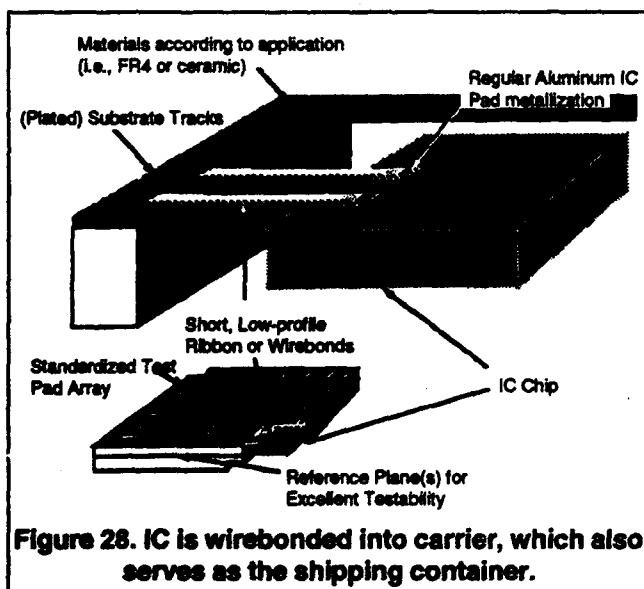 Materials according to application
(i.e., FR4 or ceramic)
Regular Aluminum IC
Pad metallization
(Plated) Substrate Tracks
Short, Low-profile
Ribbon or Wirebonds
Standardized Test
Pad Array
IC Chip
Reference Plane(s) for
Excellent Testability
Figure 28. IC is wirebonded into carrier, which also
serves as the shipping container.